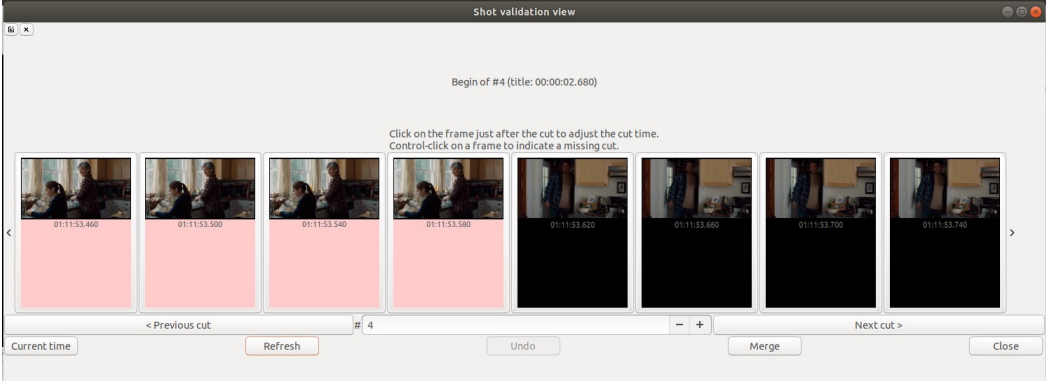 Shot validation view
Begin of #4 (title: 00:00:02.680)
Click on the frame just after the cut to adjust the cut time.
Control-click on a frame to indicate a missing cut.
01:11:53.460 01:11:53.500 01:11:53.540 01:11:53.580 01:11:53.620 01:11:53.660 01:11:53.700 01:11:53.740
< Previous cut # 4 − + Next cut >
Current time Refresh Undo Merge Close